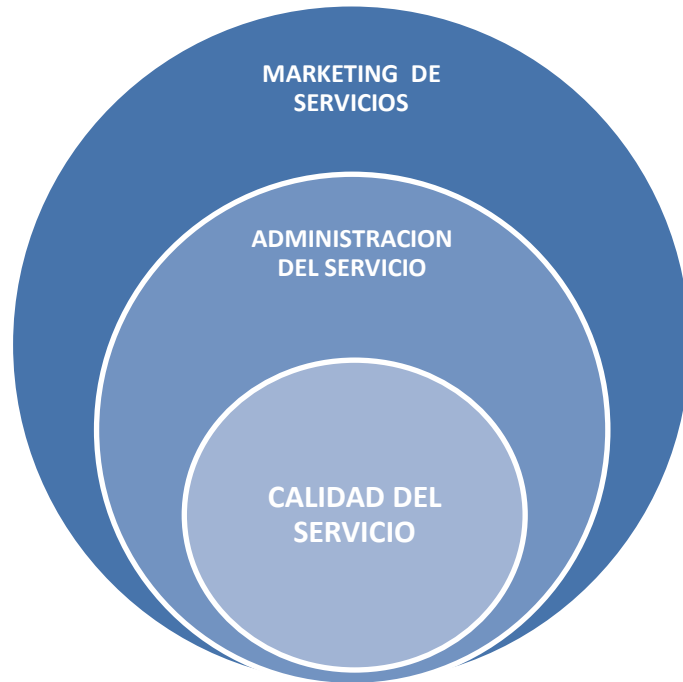 MARKETING DE
SERVICIOS
ADMINISTRACION
DEL SERVICIO
CALIDAD DEL
SERVICIO